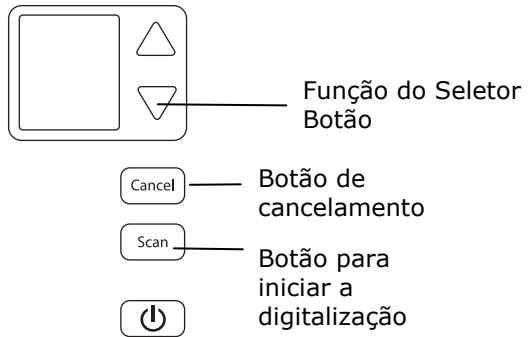 Função do Seletor
Botão
Cancel
Botão de
cancelamento
Scan
Botão para
iniciar a
digitalização